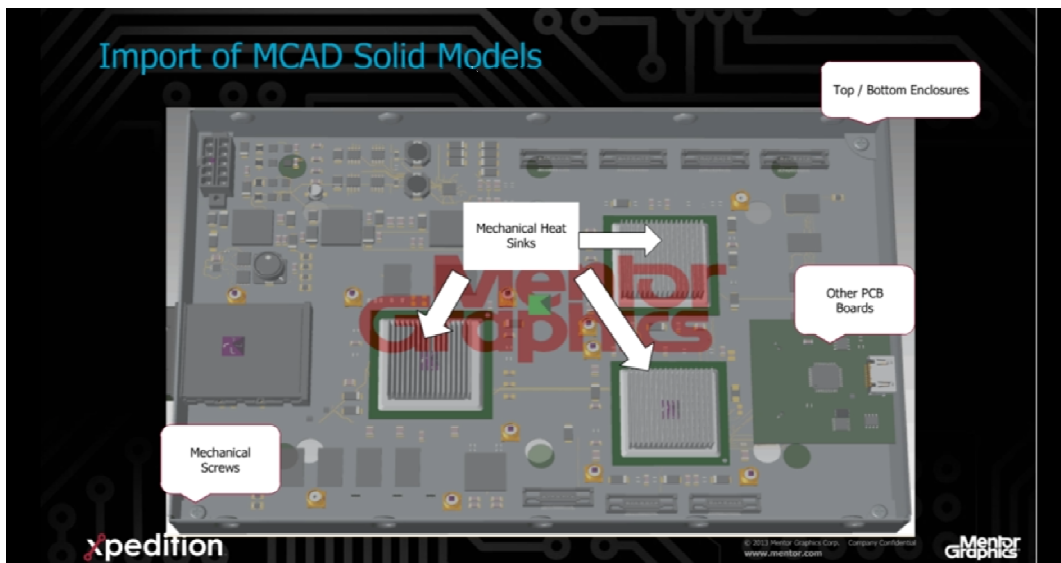 Import of MCAD Solid Models
Top / Bottom Enclosures
Mechanical Heat
Sinks
Mentor
Graphics
Other PCB
Boards
Mechanical
Screws
xpedition
© 2013 Mentor Graphics Corp. Company Confidential
www.mentor.com
Mentor
Graphics